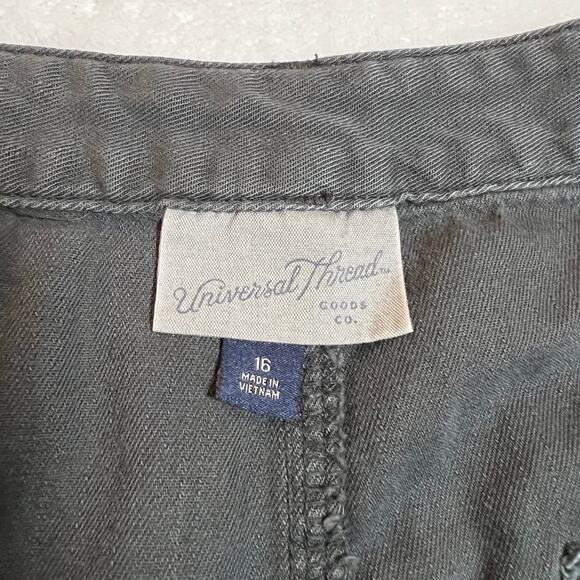 Universal Thread™
GOODS
CO.
16
MADE IN
VIETNAM